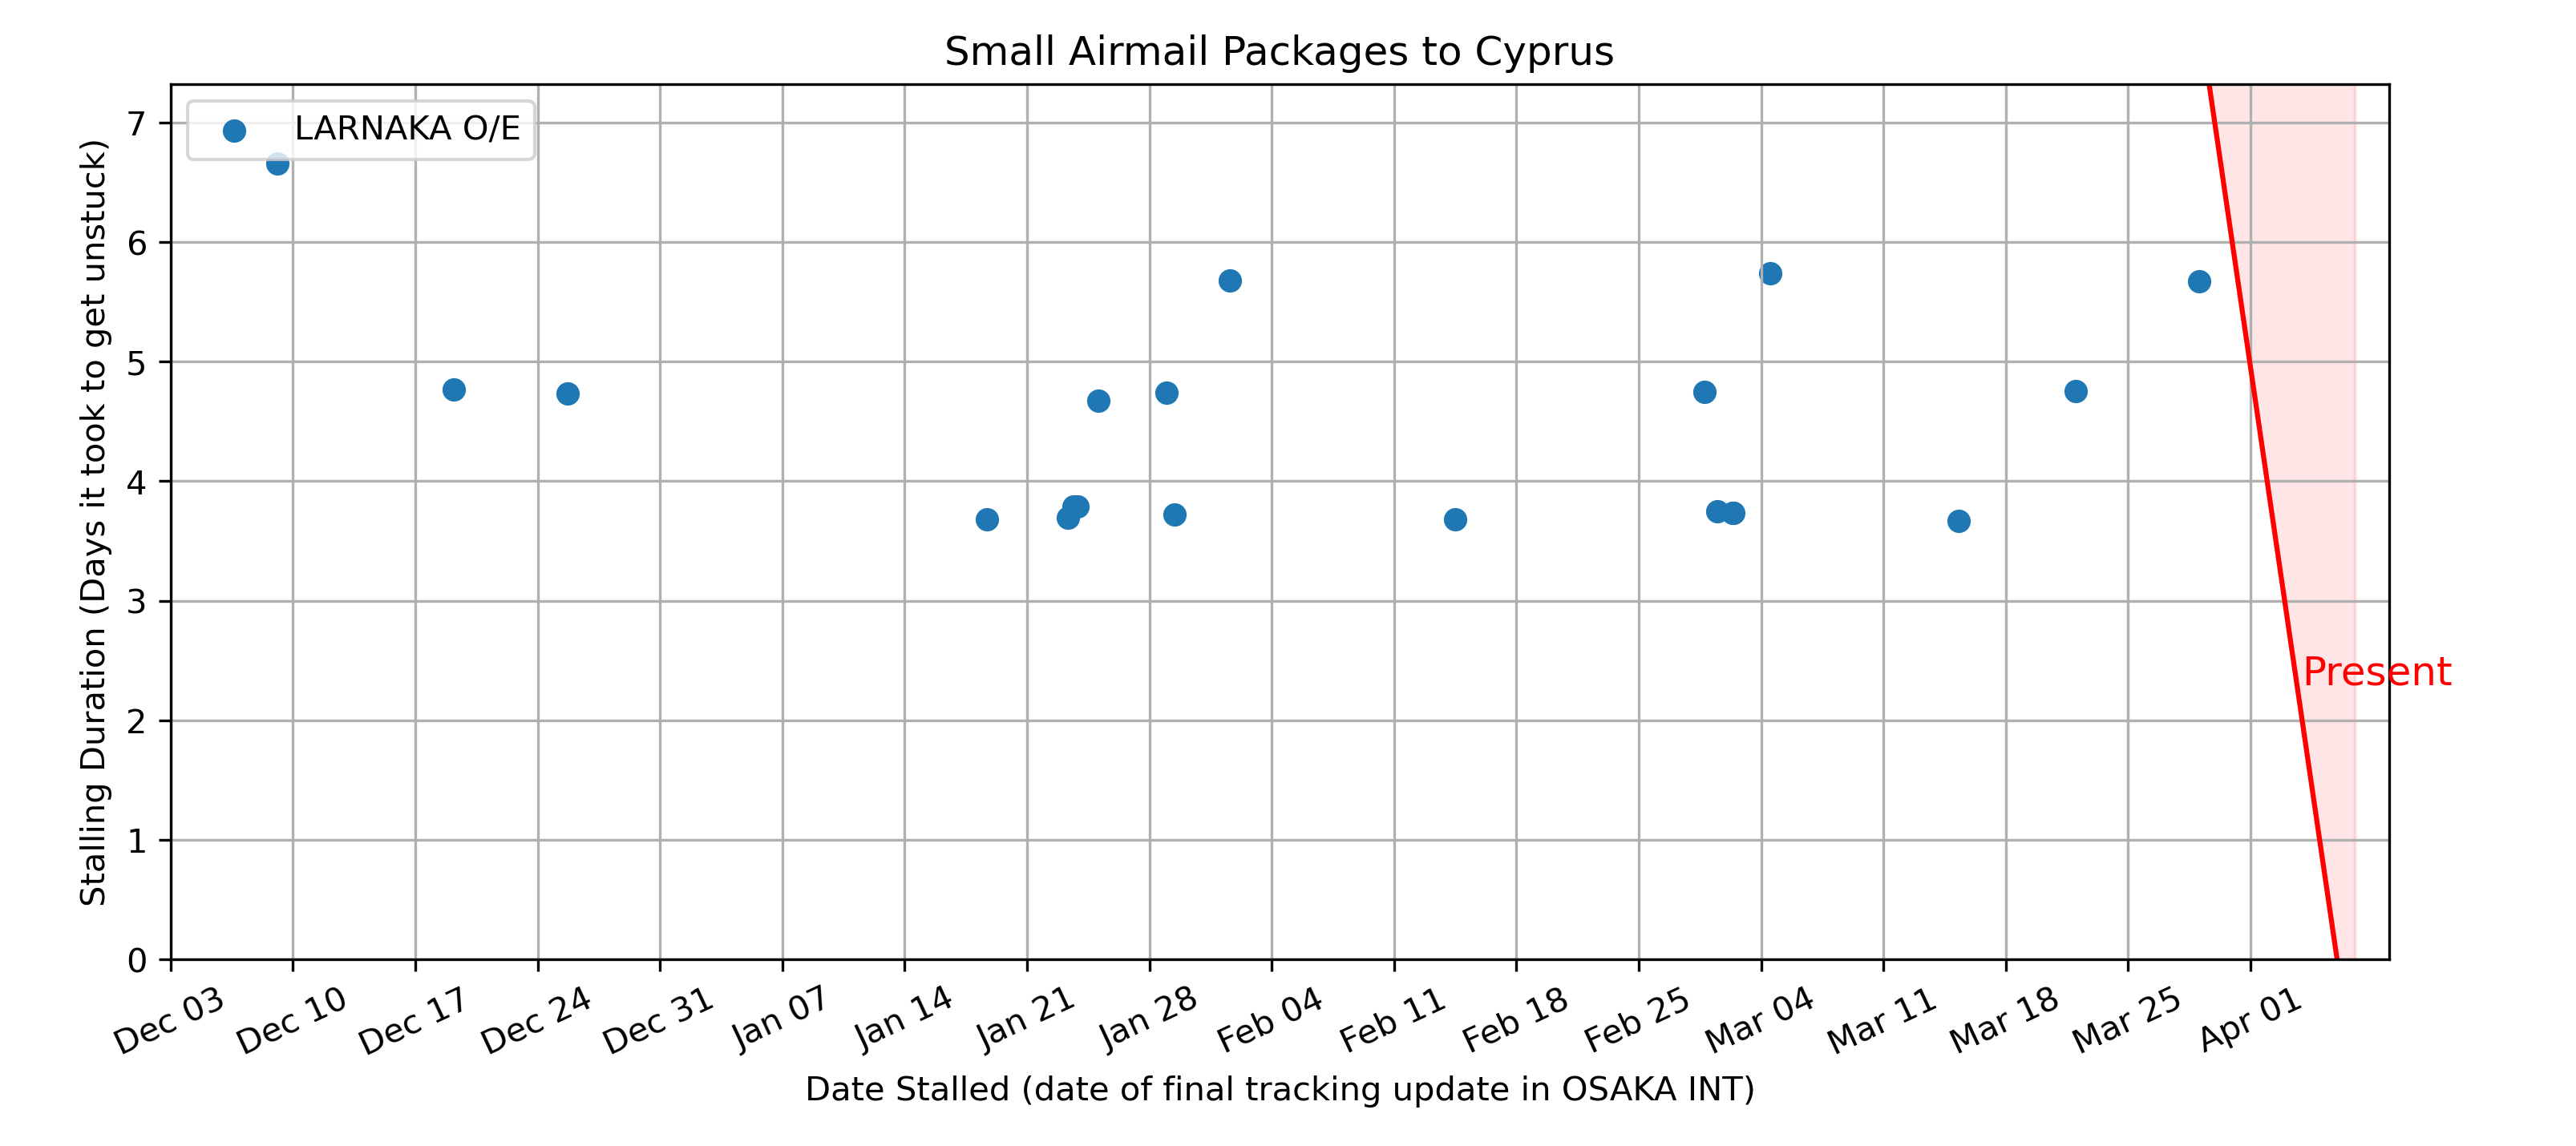 Small Airmail Packages to Cyprus
LARNAKA O/E
Stalling Duration (Days it took to get unstuck)
7
6
5
4
3
2
1
0
Present
Dec 03
Dec 10
Dec 17
Dec 24
Dec 31
Jan 07
Jan 14
Jan 21
Jan 28
Feb 04
Feb 11
Feb 18
Feb 25
Mar 04
Mar 11
Mar 18
Mar 25
Apr 01
Date Stalled (date of final tracking update in OSAKA INT)